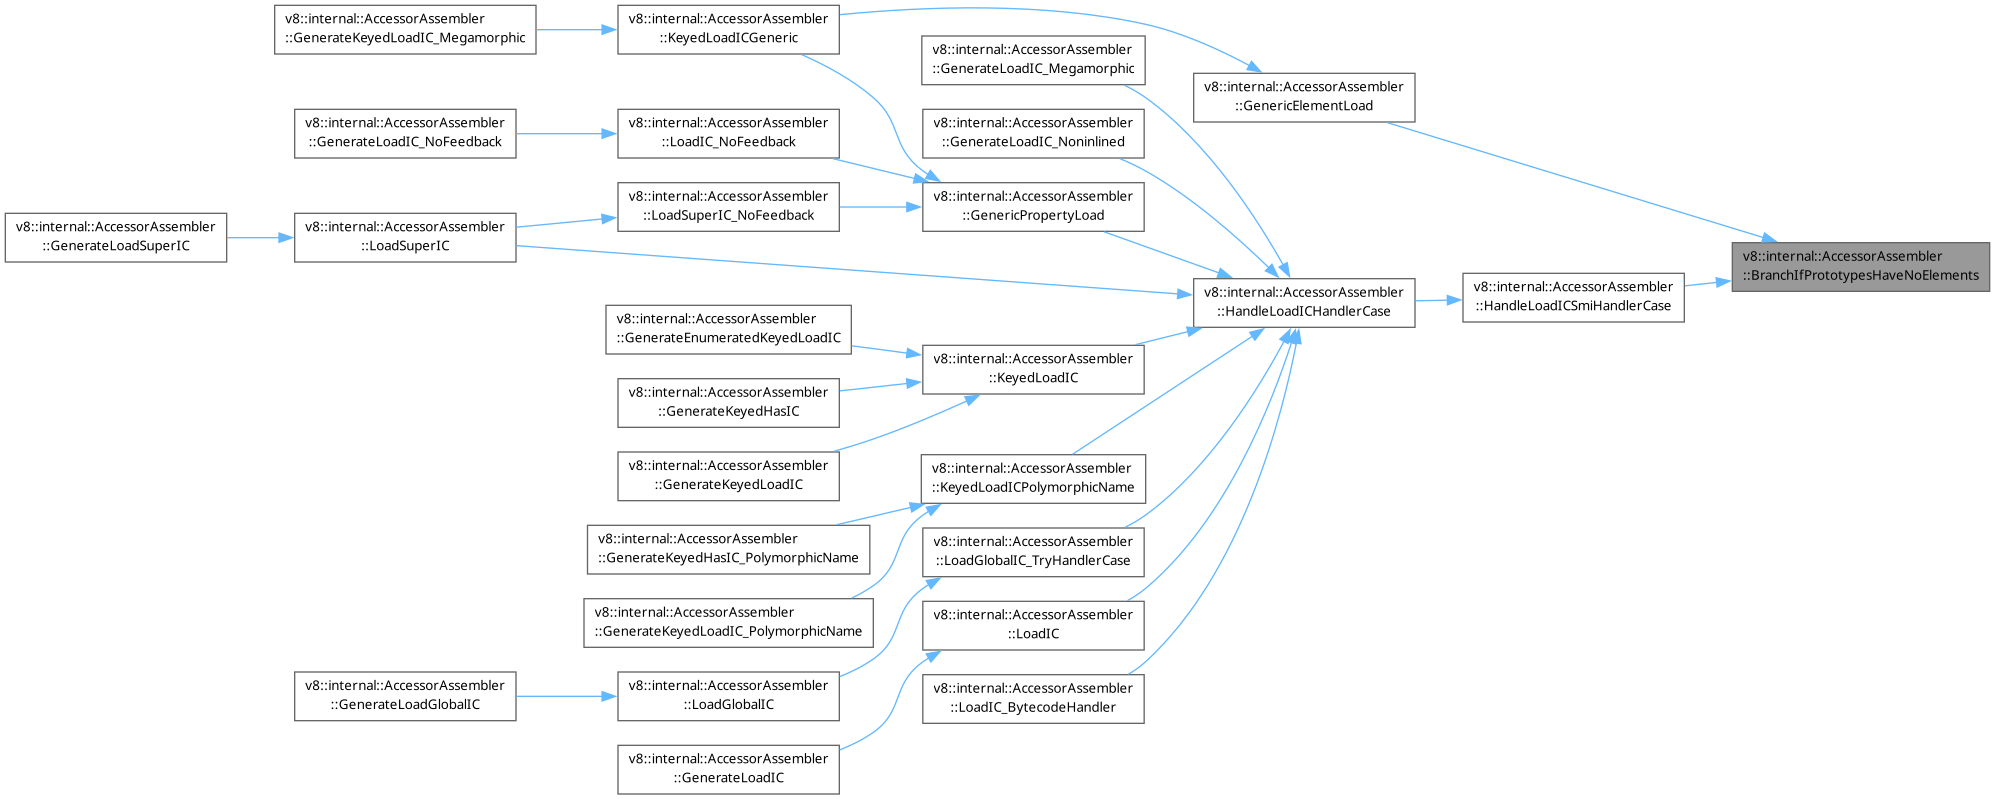 v8::internal::AccessorAssembler
::GenerateKeyedLoadIC_Megamorphic
v8::internal::AccessorAssembler
::KeyedLoadICGeneric
v8::internal::AccessorAssembler
::GenerateLoadIC_Megamorphic
v8::internal::AccessorAssembler
::GenericElementLoad
v8::internal::AccessorAssembler
::GenerateLoadIC_NoFeedback
v8::internal::AccessorAssembler
::LoadIC_NoFeedback
v8::internal::AccessorAssembler
::GenerateLoadIC_Noninlined
v8::internal::AccessorAssembler
::LoadSuperIC_NoFeedback
v8::internal::AccessorAssembler
::GenericPropertyLoad
v8::internal::AccessorAssembler
::GenerateLoadSuperIC
v8::internal::AccessorAssembler
::LoadSuperIC
v8::internal::AccessorAssembler
::BranchIfPrototypesHaveNoElements
v8::internal::AccessorAssembler
::HandleLoadICHandlerCase
v8::internal::AccessorAssembler
::HandleLoadICSmiHandlerCase
v8::internal::AccessorAssembler
::GenerateEnumeratedKeyedLoadIC
v8::internal::AccessorAssembler
::KeyedLoadIC
v8::internal::AccessorAssembler
::GenerateKeyedHasIC
v8::internal::AccessorAssembler
::GenerateKeyedLoadIC
v8::internal::AccessorAssembler
::KeyedLoadICPolymorphicName
v8::internal::AccessorAssembler
::GenerateKeyedHasIC_PolymorphicName
v8::internal::AccessorAssembler
::LoadGlobalIC_TryHandlerCase
v8::internal::AccessorAssembler
::GenerateKeyedLoadIC_PolymorphicName
v8::internal::AccessorAssembler
::LoadIC
v8::internal::AccessorAssembler
::GenerateLoadGlobalIC
v8::internal::AccessorAssembler
::LoadGlobalIC
v8::internal::AccessorAssembler
::LoadIC_BytecodeHandler
v8::internal::AccessorAssembler
::GenerateLoadIC